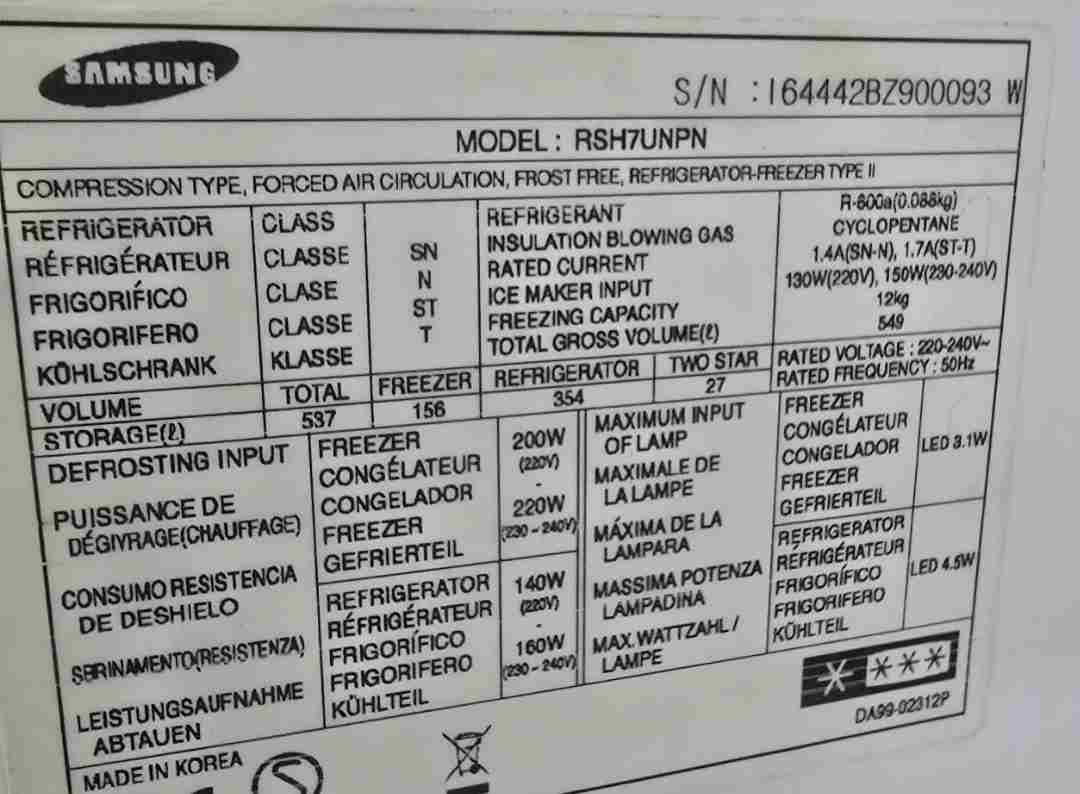 SAMSUNG
S/N : I64442BZ900093 W
MODEL : RSH7UNPN
COMPRESSION TYPE, FORCED AIR CIRCULATION, FROST FREE, REFRIGERATOR-FREEZER TYPE II
REFRIGERATOR
RÉFRIGÉRATEUR
FRIGORIFICO
FRIGORIFERO
KÜHLSCHRANK
CLASS
CLASSE
CLASE
CLASSE
KLASSE
SN
N
ST
T
REFRIGERANT
INSULATION BLOWING GAS
RATED CURRENT
ICE MAKER INPUT
FREEZING CAPACITY
TOTAL GROSS VOLUME(ℓ)
R-600a(0.088kg)
CYCLOPENTANE
1.4A(SN-N), 1.7A(ST-T)
130W(220V), 150W(230-240V)
12kg
549
VOLUME
STORAGE(ℓ)
TOTAL
537
FREEZER
156
REFRIGERATOR
354
TWO STAR
27
RATED VOLTAGE : 220-240V~
RATED FREQUENCY : 50Hz
DEFROSTING INPUT
PUISSANCE DE
DÉGIVRAGE(CHAUFFAGE)
CONSUMO RESISTENCIA
DE DESHIELO
SBRINAMENTO(RESISTENZA)
LEISTUNGSAUFNAHME
ABTAUEN
FREEZER
CONGÉLATEUR
CONGELADOR
FREEZER
GEFRIERTEIL
200W
(220V)
-
220W
(230 ~ 240V)
REFRIGERATOR
RÉFRIGÉRATEUR
FRIGORÍFICO
FRIGORIFERO
KÜHLTEIL
140W
(220V)
-
160W
(230 ~ 240V)
MAXIMUM INPUT
OF LAMP
MAXIMALE DE
LA LAMPE
MÁXIMA DE LA
LAMPARA
MASSIMA POTENZA
LAMPADINA
MAX. WATTZAHL /
LAMPE
FREEZER
CONGÉLATEUR
CONGELADOR
FREEZER
GEFRIERTEIL
LED 3.1W
REFRIGERATOR
RÉFRIGÉRATEUR
FRIGORÍFICO
FRIGORIFERO
KÜHLTEIL
LED 4.5W
DA99-02312P
MADE IN KOREA